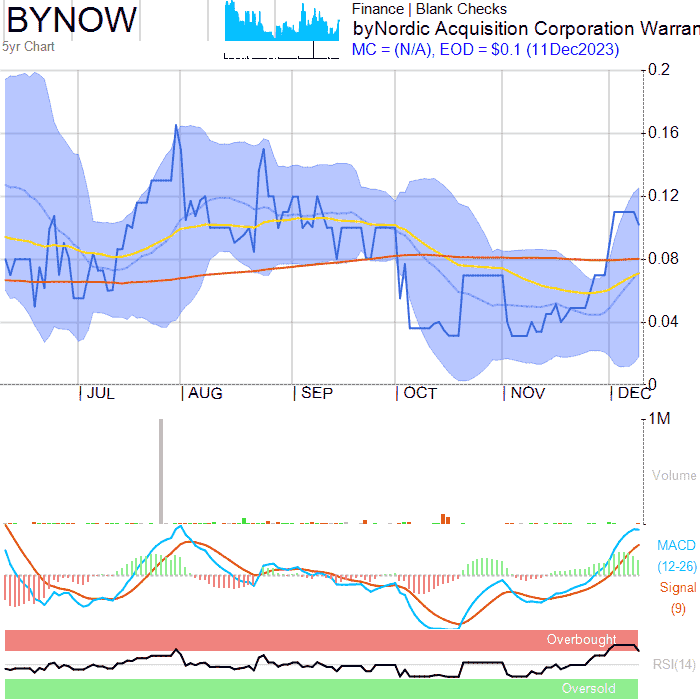 BYNOW
5yr Chart
Finance | Blank Checks
byNordic Acquisition Corporation Warran
MC = (N/A), EOD = $0.1 (11Dec2023)
0.2
0.16
0.12
0.08
0.04
0
JUL AUG SEP OCT NOV DEC
1M
Volume
MACD
(12-26)
Signal
(9)
Overbought
RSI(14)
Oversold